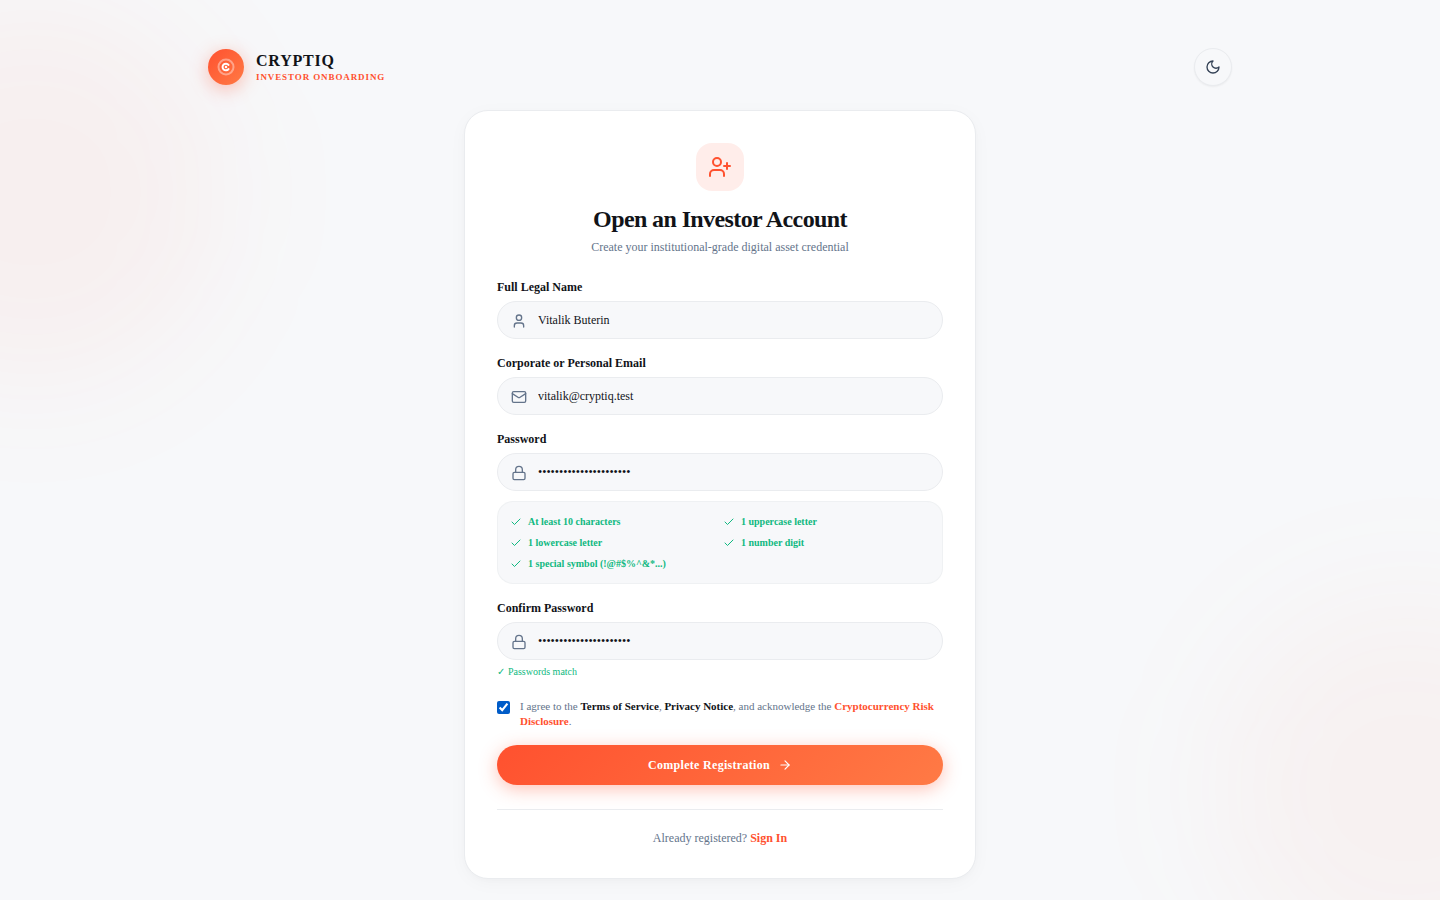 CRYPTIQ
INVESTOR ONBOARDING
Open an Investor Account
Create your institutional-grade digital asset credential
Full Legal Name
Vitalik Buterin
Corporate or Personal Email
vitalik@cryptiq.test
Password
••••••••••••••••••••••
At least 10 characters
1 uppercase letter
1 lowercase letter
1 number digit
1 special symbol (!@#$%^&*...)
Confirm Password
••••••••••••••••••••••
✓ Passwords match
I agree to the Terms of Service, Privacy Notice, and acknowledge the Cryptocurrency Risk
Disclosure.
Complete Registration →
Already registered? Sign In